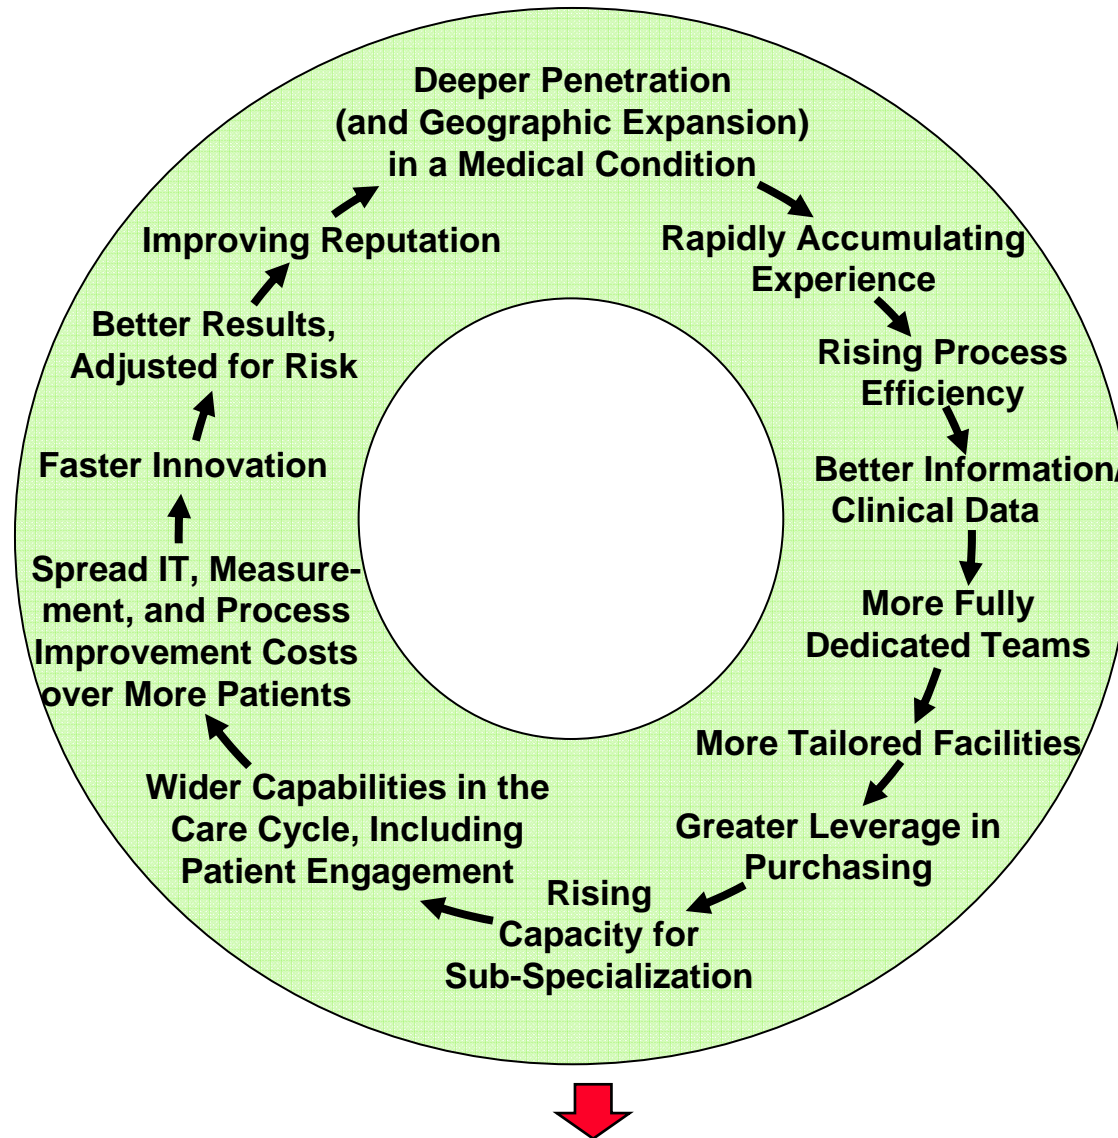 Deeper Penetration
(and Geographic Expansion)
in a Medical Condition
Rapidly Accumulating
Experience
Rising Process
Efficiency
Better Information/
Clinical Data
More Fully
Dedicated Teams
More Tailored Facilities
Greater Leverage in
Purchasing
Rising
Capacity for
Sub-Specialization
Wider Capabilities in the
Care Cycle, Including
Patient Engagement
Spread IT, Measure-
ment, and Process
Improvement Costs
over More Patients
Faster Innovation
Better Results,
Adjusted for Risk
Improving Reputation